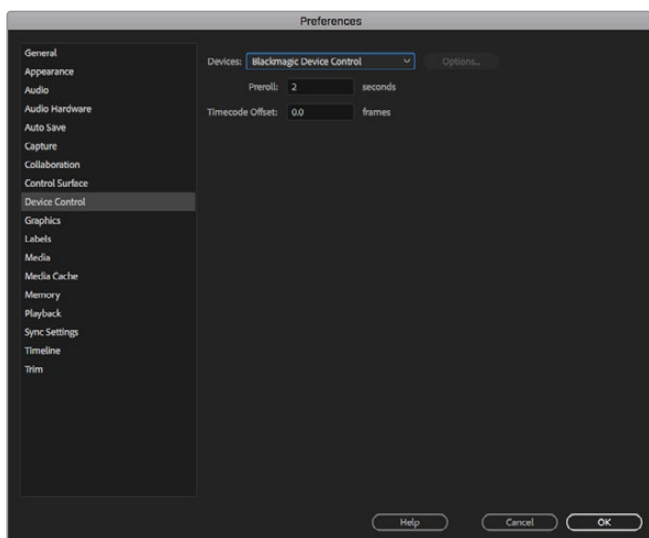 Preferences
General
Appearance
Audio
Audio Hardware
Auto Save
Capture
Collaboration
Control Surface
Device Control
Graphics
Labels
Media
Media Cache
Memory
Playback
Sync Settings
Timeline
Trim
Devices: Blackmagic Device Control Options...
Preroll: 2 seconds
Timecode Offset: 0.0 frames
Help Cancel OK